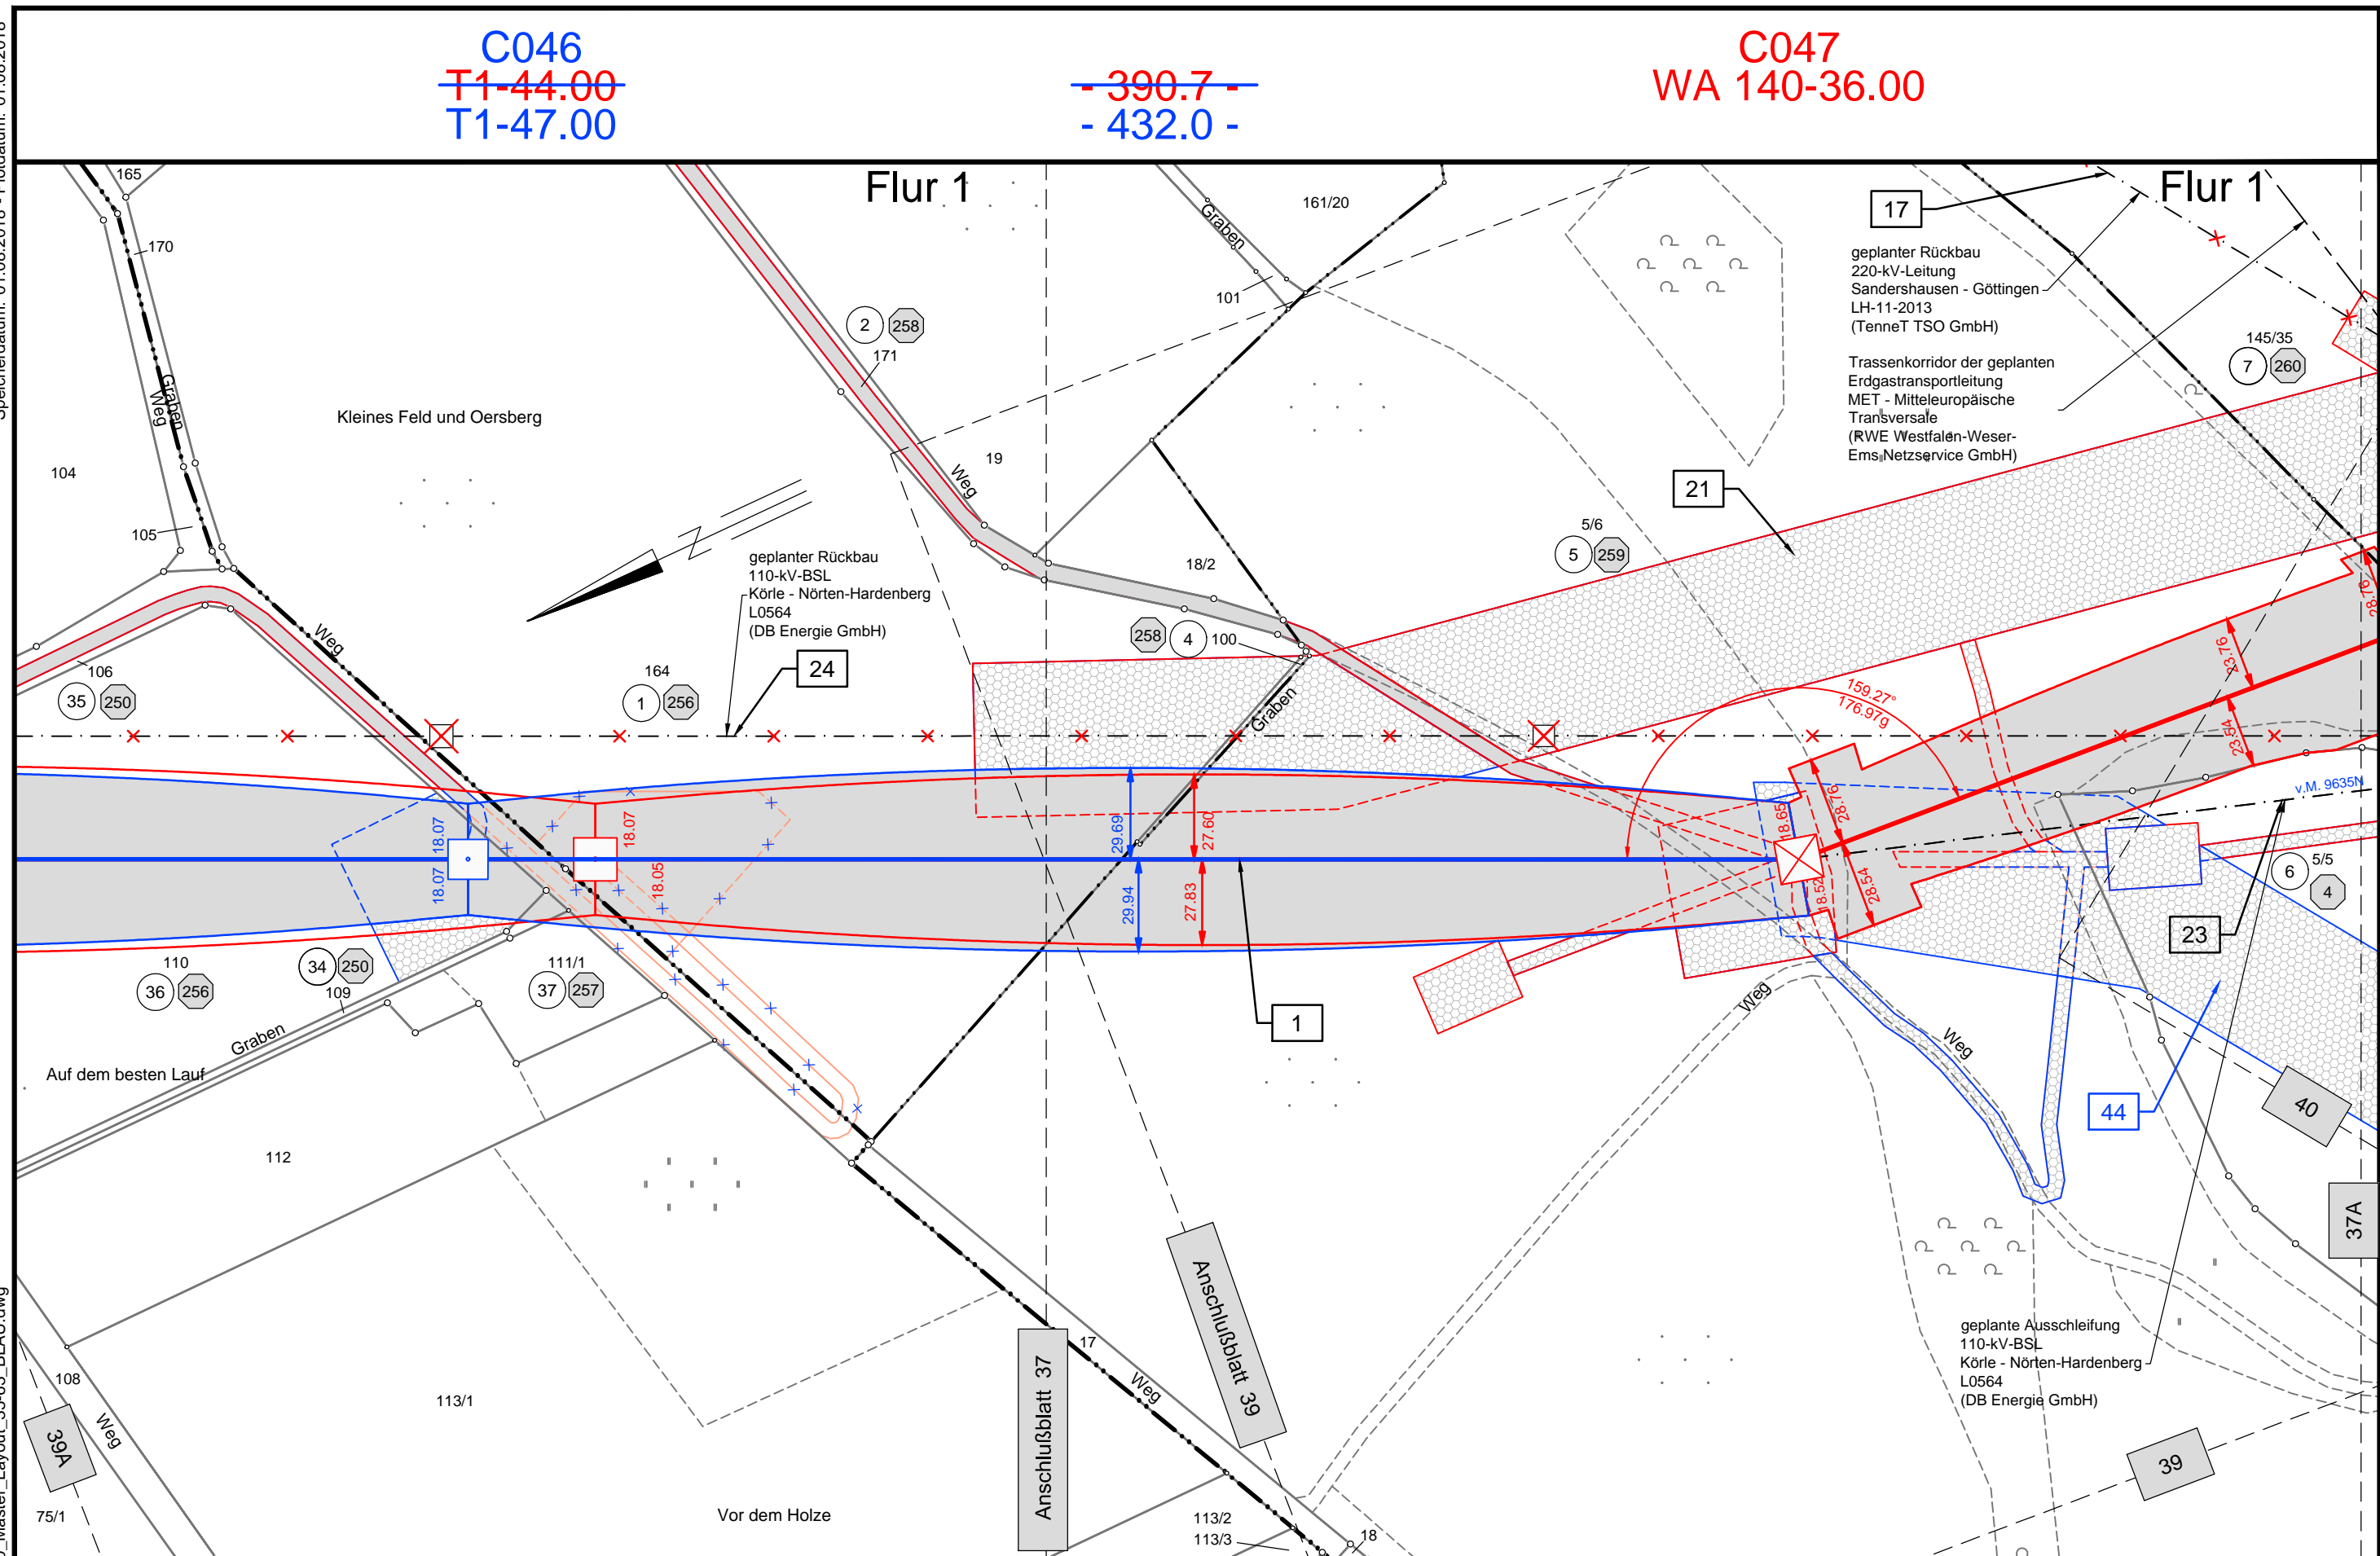 C046
T1-44.00
T1-47.00
- 390.7 -
- 432.0 -
C047
WA 140-36.00
Flur 1
Flur 1
165
170
Graben
Weg
104
105
Kleines Feld und Oersberg
2
258
171
Weg
19
Graben
101
161/20
17
geplanter Rückbau
220-kV-Leitung
Sandershausen - Göttingen
LH-11-2013
(TenneT TSO GmbH)
Trassenkorridor der geplanten
Erdgastransportleitung
MET - Mitteleuropäische
Transversale
(RWE Westfalen-Weser-
Ems Netzservice GmbH)
145/35
7
260
21
5/6
5
259
18/2
258
4
100
N
geplanter Rückbau
110-kV-BSL
Körle - Nörten-Hardenberg
L0564
(DB Energie GmbH)
24
164
1
256
Weg
106
35
250
Graben
159.27°
176.97g
23.76
23.54
28.76
28.76
28.54
18.65
18.52
v.M. 9635N
18.07
18.07
18.07
18.05
29.69
27.60
29.94
27.83
5/5
6
4
23
110
36
256
34
250
109
111/1
37
257
1
Graben
Auf dem besten Lauf
112
Weg
Weg
44
40
37A
108
Weg
39A
75/1
113/1
Vor dem Holze
Anschlußblatt 37
Anschlußblatt 39
17
Weg
113/2
113/3
18
geplante Ausschleifung
110-kV-BSL
Körle - Nörten-Hardenberg
L0564
(DB Energie GmbH)
39